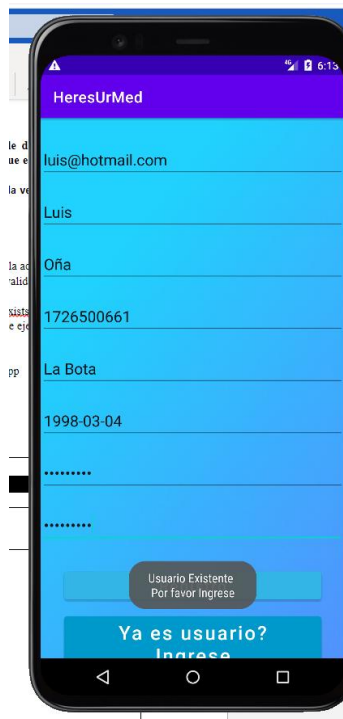 4G 6:13
HeresUrMed
luis@hotmail.com
Luis
Oña
1726500661
La Bota
1998-03-04
•••••••••
•••••••••
Usuario Existente
Por favor Ingrese
Ya es usuario?
Ingrese